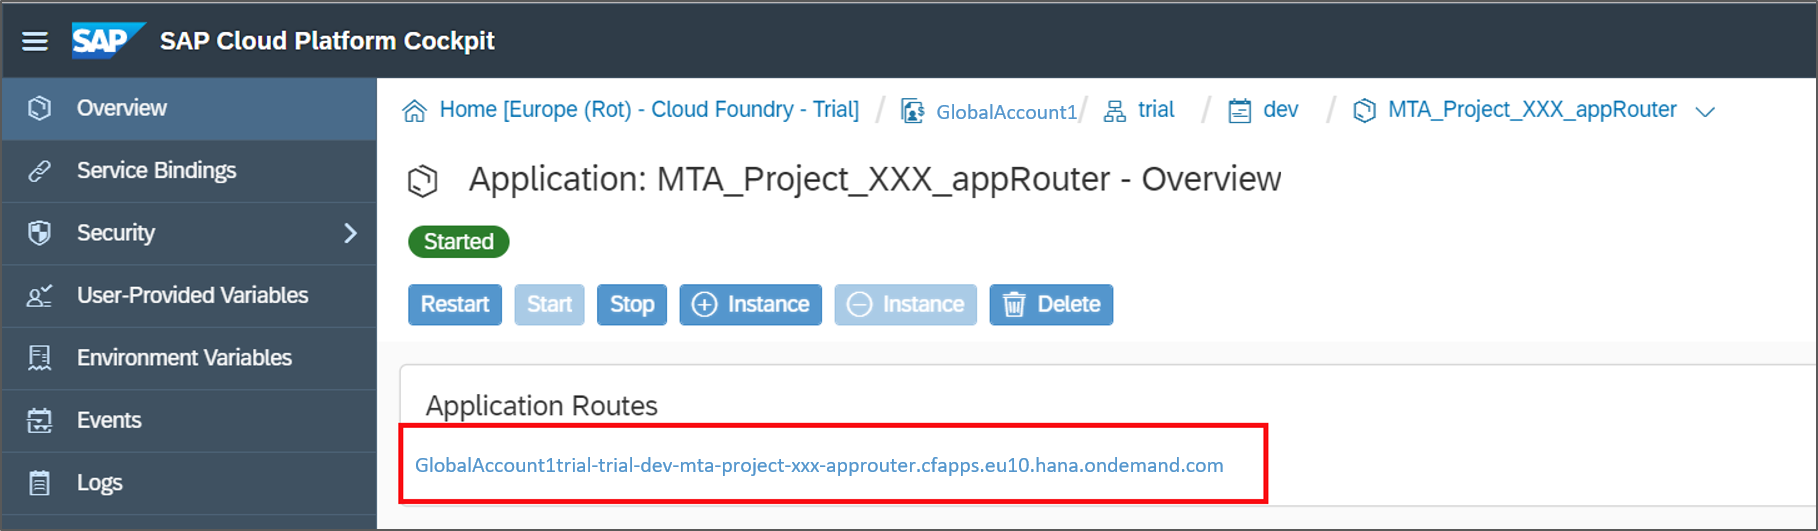 SAP SAP Cloud Platform Cockpit
Overview
Service Bindings
Security
User-Provided Variables
Environment Variables
Events
Logs
Home [Europe (Rot) - Cloud Foundry - Trial] / GlobalAccount1 / trial / dev / MTA_Project_XXX_appRouter
Application: MTA_Project_XXX_appRouter - Overview
Started
Restart Start Stop Instance Instance Delete
Application Routes
GlobalAccount1trial-trial-dev-mta-project-xxx-approuter.cfapps.eu10.hana.ondemand.com